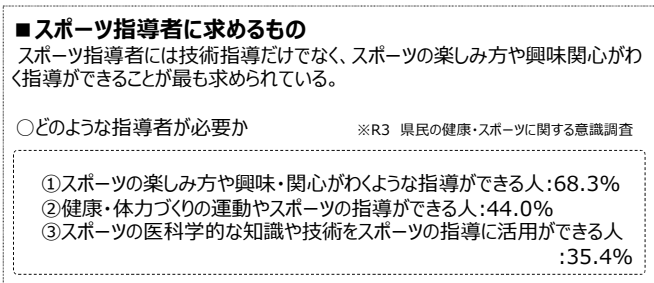 ■スポーツ指導者に求めるもの
スポーツ指導者には技術指導だけでなく、スポーツの楽しみ方や興味関心がわ
く指導ができることが最も求められている。
○どのような指導者が必要か ※R3 県民の健康・スポーツに関する意識調査
①スポーツの楽しみ方や興味・関心がわくような指導ができる人:68.3%
②健康・体力づくりの運動やスポーツの指導ができる人:44.0%
③スポーツの医科学的な知識や技術をスポーツの指導に活用ができる人
:35.4%